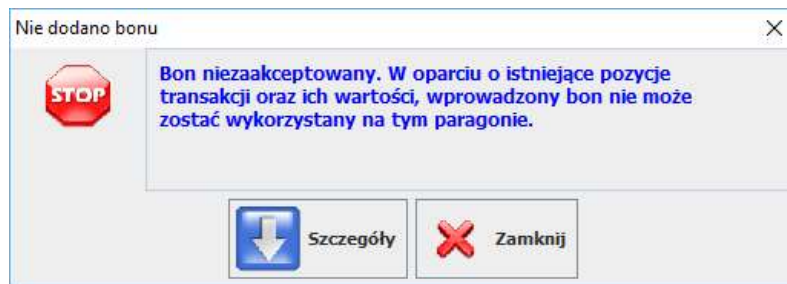 Nie dodano bonu
STOP
Bon niezaakceptowany. W oparciu o istniejące pozycje
transakcji oraz ich wartości, wprowadzony bon nie może
zostać wykorzystany na tym paragonie.
Szczegóły
Zamknij